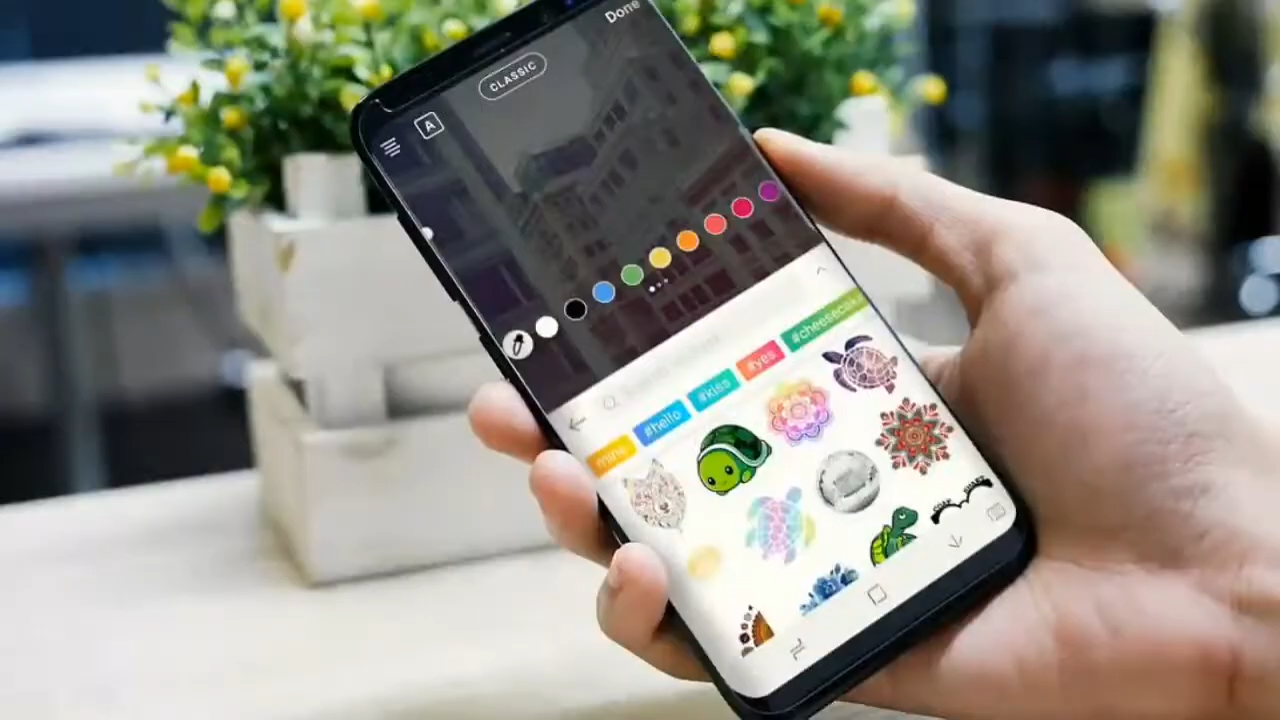 Done
CLASSIC
A
mine
#hello
#kiss
#yes
#cheesecake